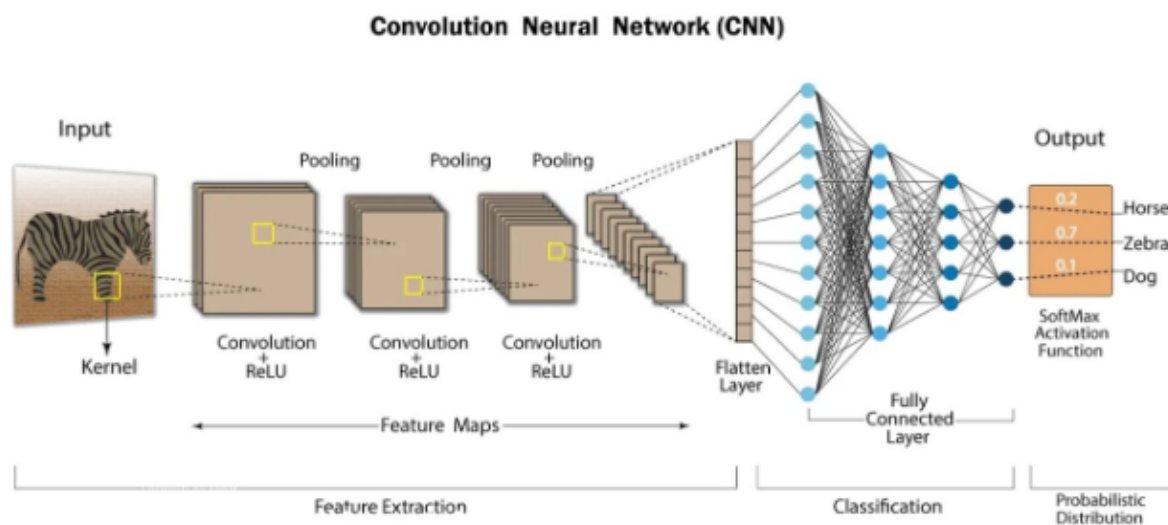 Convolution Neural Network (CNN)
Input
Pooling
Pooling
Pooling
Output
0.2
Horse
0.7
Zebra
0.1
Dog
Kernel
Convolution
+
ReLU
Convolution
+
ReLU
Convolution
+
ReLU
Flatten
Layer
SoftMax
Activation
Function
Fully
Connected
Layer
Feature Maps
Feature Extraction
Classification
Probabilistic
Distribution